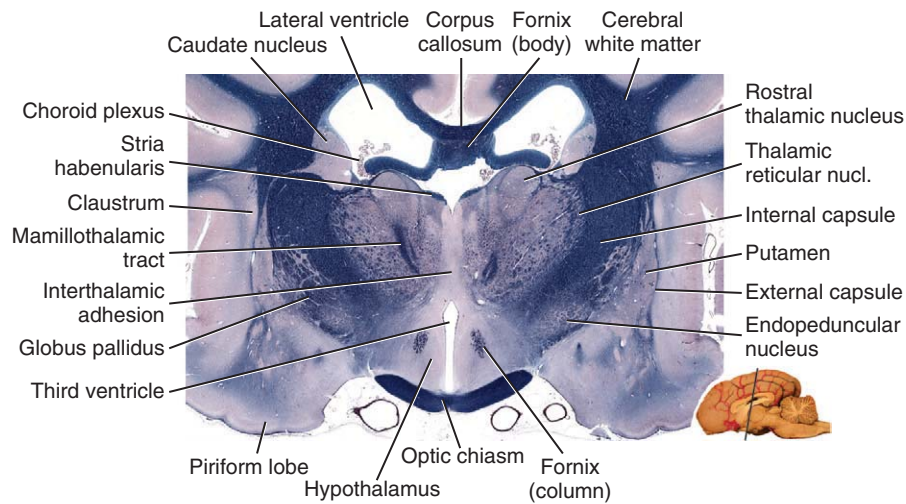 Lateral ventricle
Corpus
callosum
Fornix
(body)
Cerebral
white matter
Caudate nucleus
Choroid plexus
Stria
habenularis
Claustrum
Mamillothalamic
tract
Interthalamic
adhesion
Globus pallidus
Third ventricle
Rostral
thalamic nucleus
Thalamic
reticular nucl.
Internal capsule
Putamen
External capsule
Endopeduncular
nucleus
Piriform lobe
Hypothalamus
Optic chiasm
Fornix
(column)